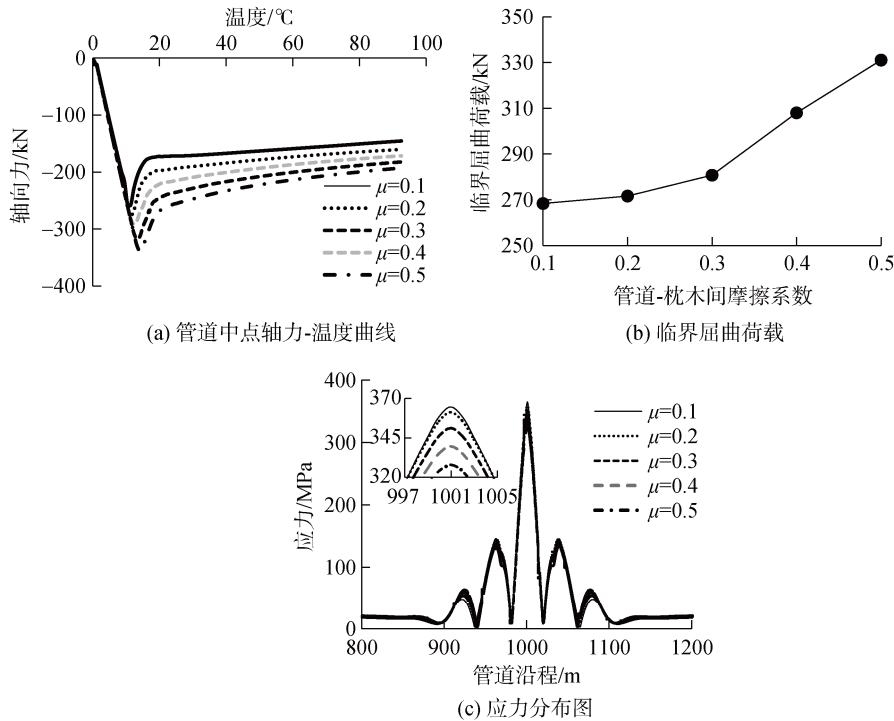 温度/℃
0 20 40 60 80 100
0
−100
−200
−300
−400
轴向力/kN
μ=0.1
μ=0.2
μ=0.3
μ=0.4
μ=0.5
(a) 管道中点轴力-温度曲线
350
330
310
290
270
250
临界屈曲荷载/kN
0.1 0.2 0.3 0.4 0.5
管道-枕木间摩擦系数
(b) 临界屈曲荷载
400
300
200
100
0
应力/MPa
370
345
320
997 1001 1005
μ=0.1
μ=0.2
μ=0.3
μ=0.4
μ=0.5
800 900 1000 1100 1200
管道沿程/m
(c) 应力分布图